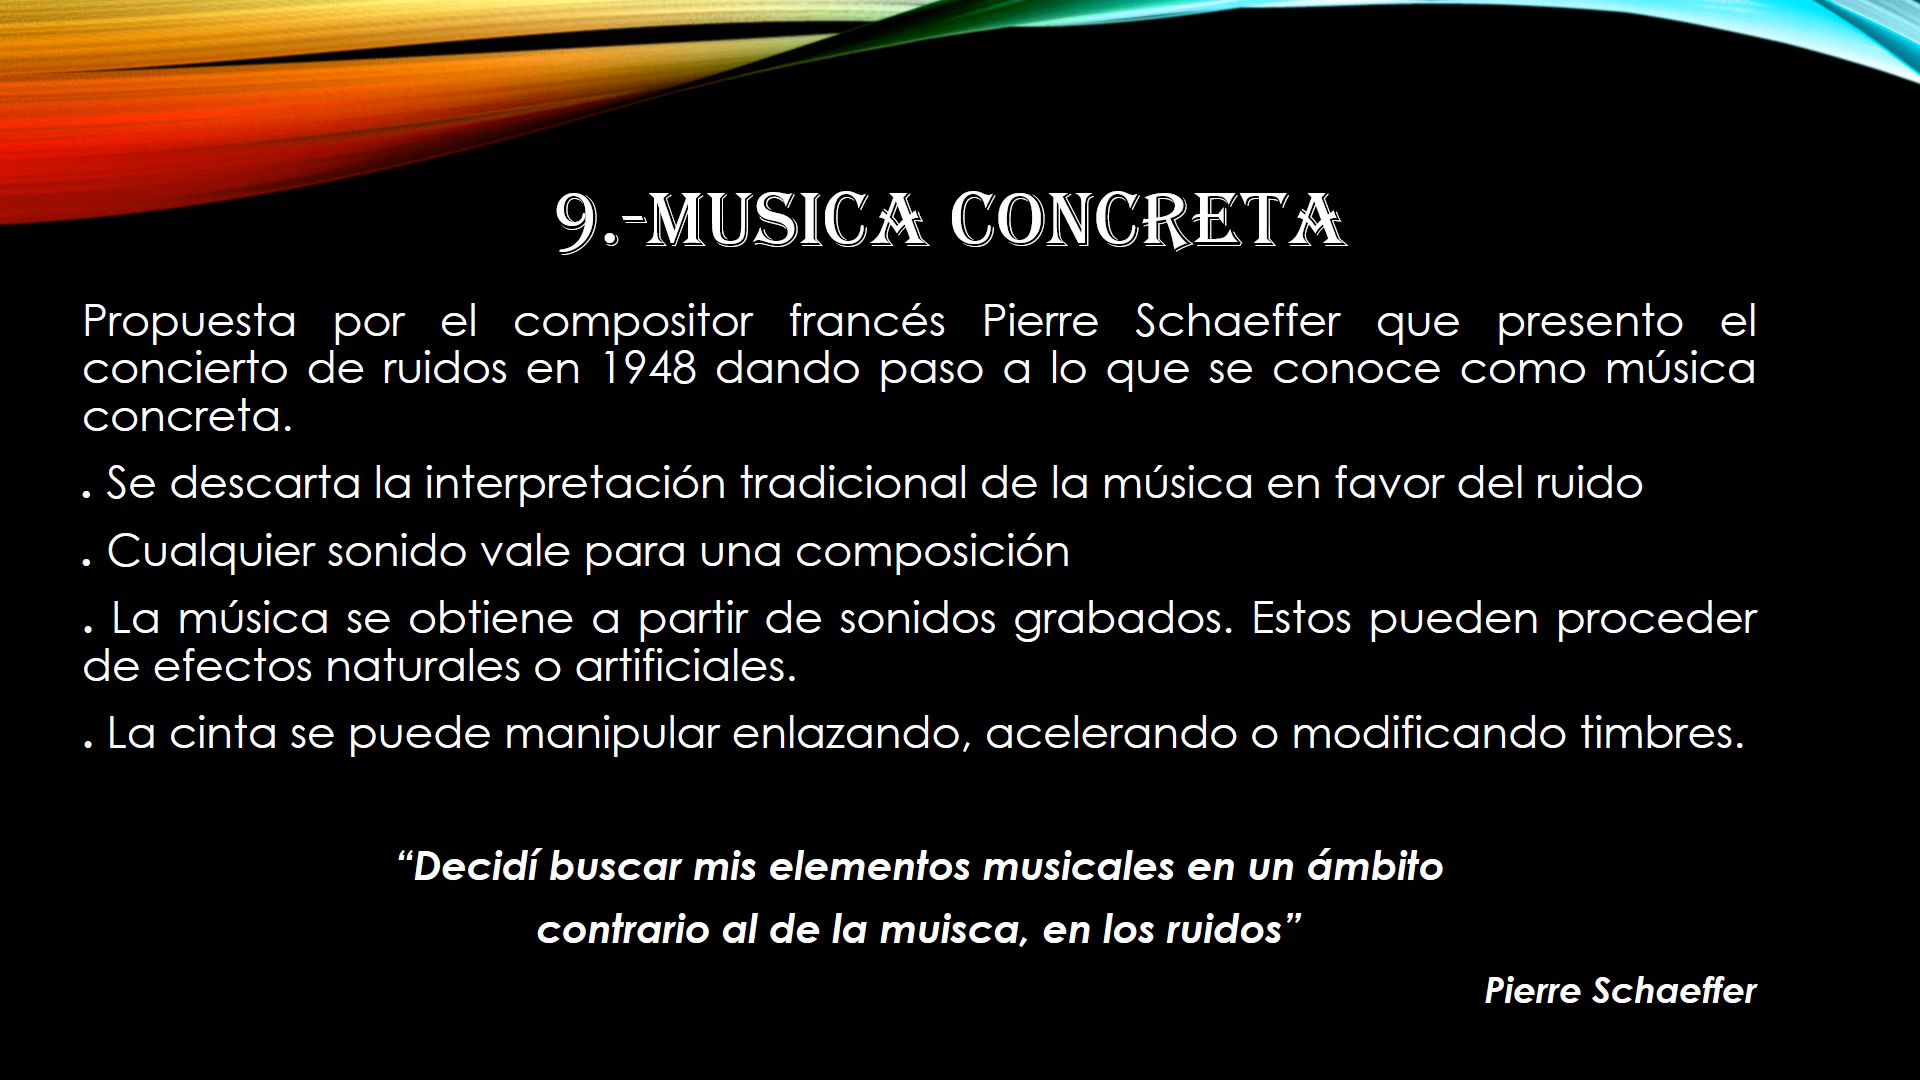 9.-MUSICA CONCRETA
Propuesta por el compositor francés Pierre Schaeffer que presento el
concierto de ruidos en 1948 dando paso a lo que se conoce como música
concreta.
. Se descarta la interpretación tradicional de la música en favor del ruido
. Cualquier sonido vale para una composición
. La música se obtiene a partir de sonidos grabados. Estos pueden proceder
de efectos naturales o artificiales.
. La cinta se puede manipular enlazando, acelerando o modificando timbres.
“Decidí buscar mis elementos musicales en un ámbito
contrario al de la muisca, en los ruidos”
Pierre Schaeffer